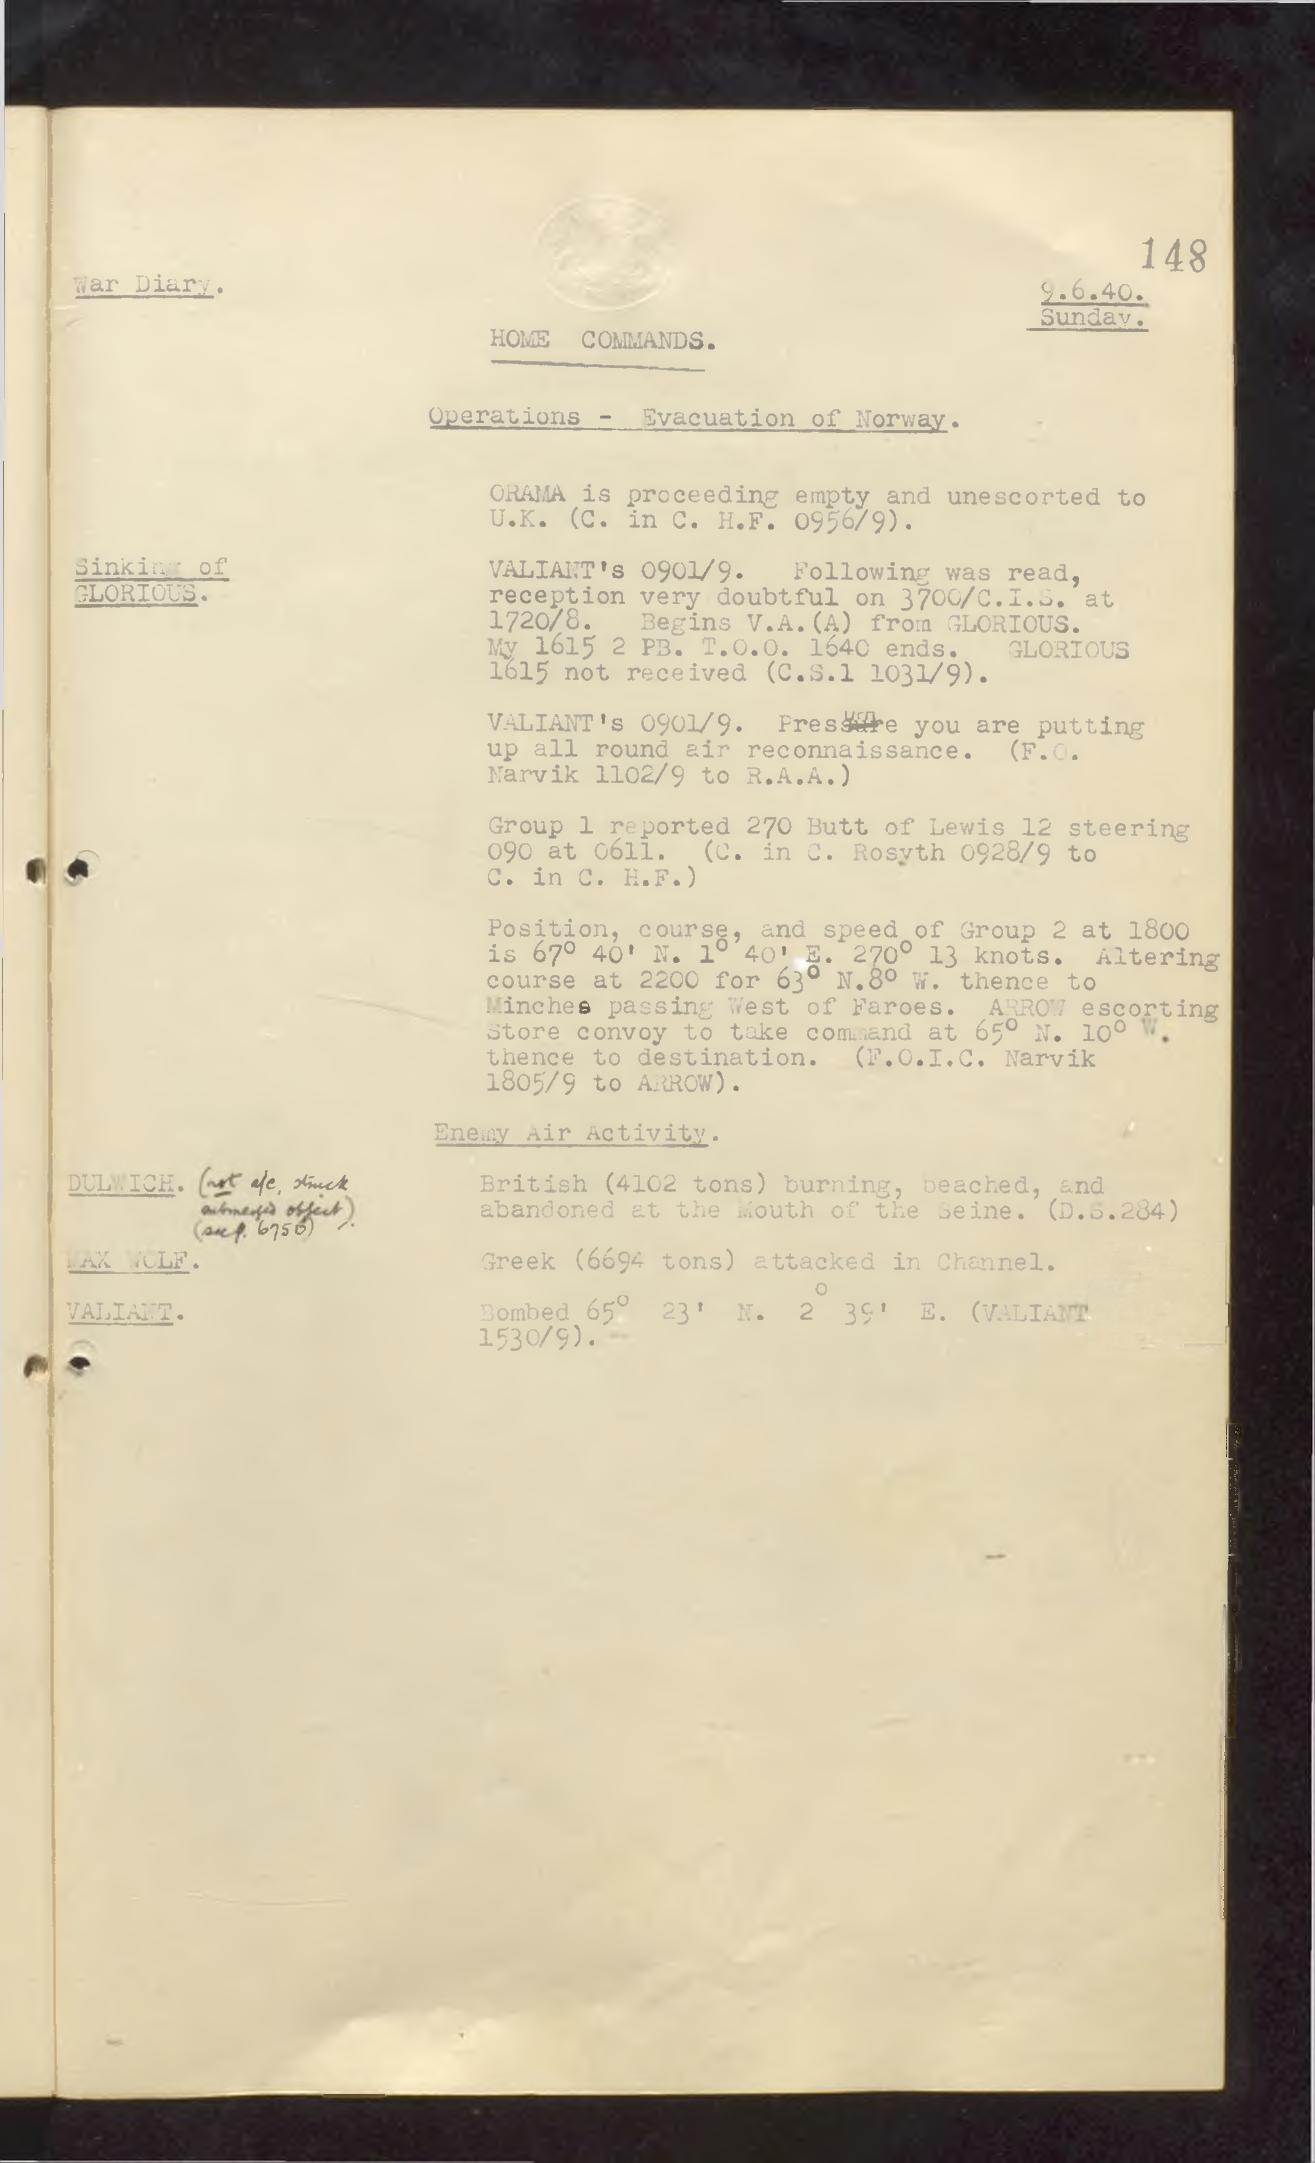 148
War Diary.
9.6.40.
Sunday.
HOME COMMANDS.
Operations - Evacuation of Norway.
ORAMA is proceeding empty and unescorted to
U.K. (C. in C. H.F. 0956/9).
Sinking of
GLORIOUS.
VALIANT's 0901/9. Following was read,
reception very doubtful on 3700/C.I.S. at
1720/8. Begins V.A.(A) from GLORIOUS.
My 1615 2 PB. T.O.O. 1640 ends. GLORIOUS
1615 not received (C.S.1 1031/9).
VALIANT's 0901/9. Presume you are putting
up all round air reconnaissance. (F.O.
Narvik 1102/9 to R.A.A.)
Group 1 reported 270 Butt of Lewis 12 steering
090 at 0611. (C. in C. Rosyth 0928/9 to
C. in C. H.F.)
Position, course, and speed of Group 2 at 1800
is 67° 40' N. 1° 40' E. 270° 13 knots. Altering
course at 2200 for 63° N.8° W. thence to
Minches passing West of Faroes. ARROW escorting
Store convoy to take command at 65° N. 10° W.
thence to destination. (F.O.I.C. Narvik
1805/9 to ARROW).
Enemy Air Activity.
DULWICH. (not a/c, struck
submerged object)
(see p. 6750)
British (4102 tons) burning, beached, and
abandoned at the Mouth of the Seine. (D.S.284)
MAX WOLF.
Greek (6694 tons) attacked in Channel.
VALIANT.
Bombed 65° 23' N. 2° 39' E. (VALIANT
1530/9).